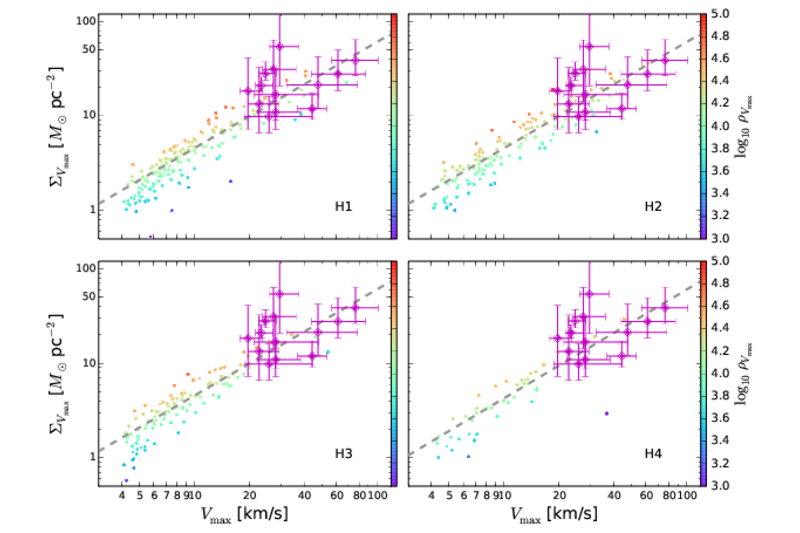 100
50
10
1
Σ_{V_max} [M_⊙ pc^{-2}]
H1
H2
5.0
4.8
4.6
4.4
4.2
4.0
3.8
3.6
3.4
3.2
3.0
log_{10} ρ_{V_max}
100
50
10
1
Σ_{V_max} [M_⊙ pc^{-2}]
H3
H4
5.0
4.8
4.6
4.4
4.2
4.0
3.8
3.6
3.4
3.2
3.0
log_{10} ρ_{V_max}
4 5 6 7 8 9 10 20 40 60 80 100
4 5 6 7 8 9 10 20 40 60 80 100
V_max [km/s]
V_max [km/s]